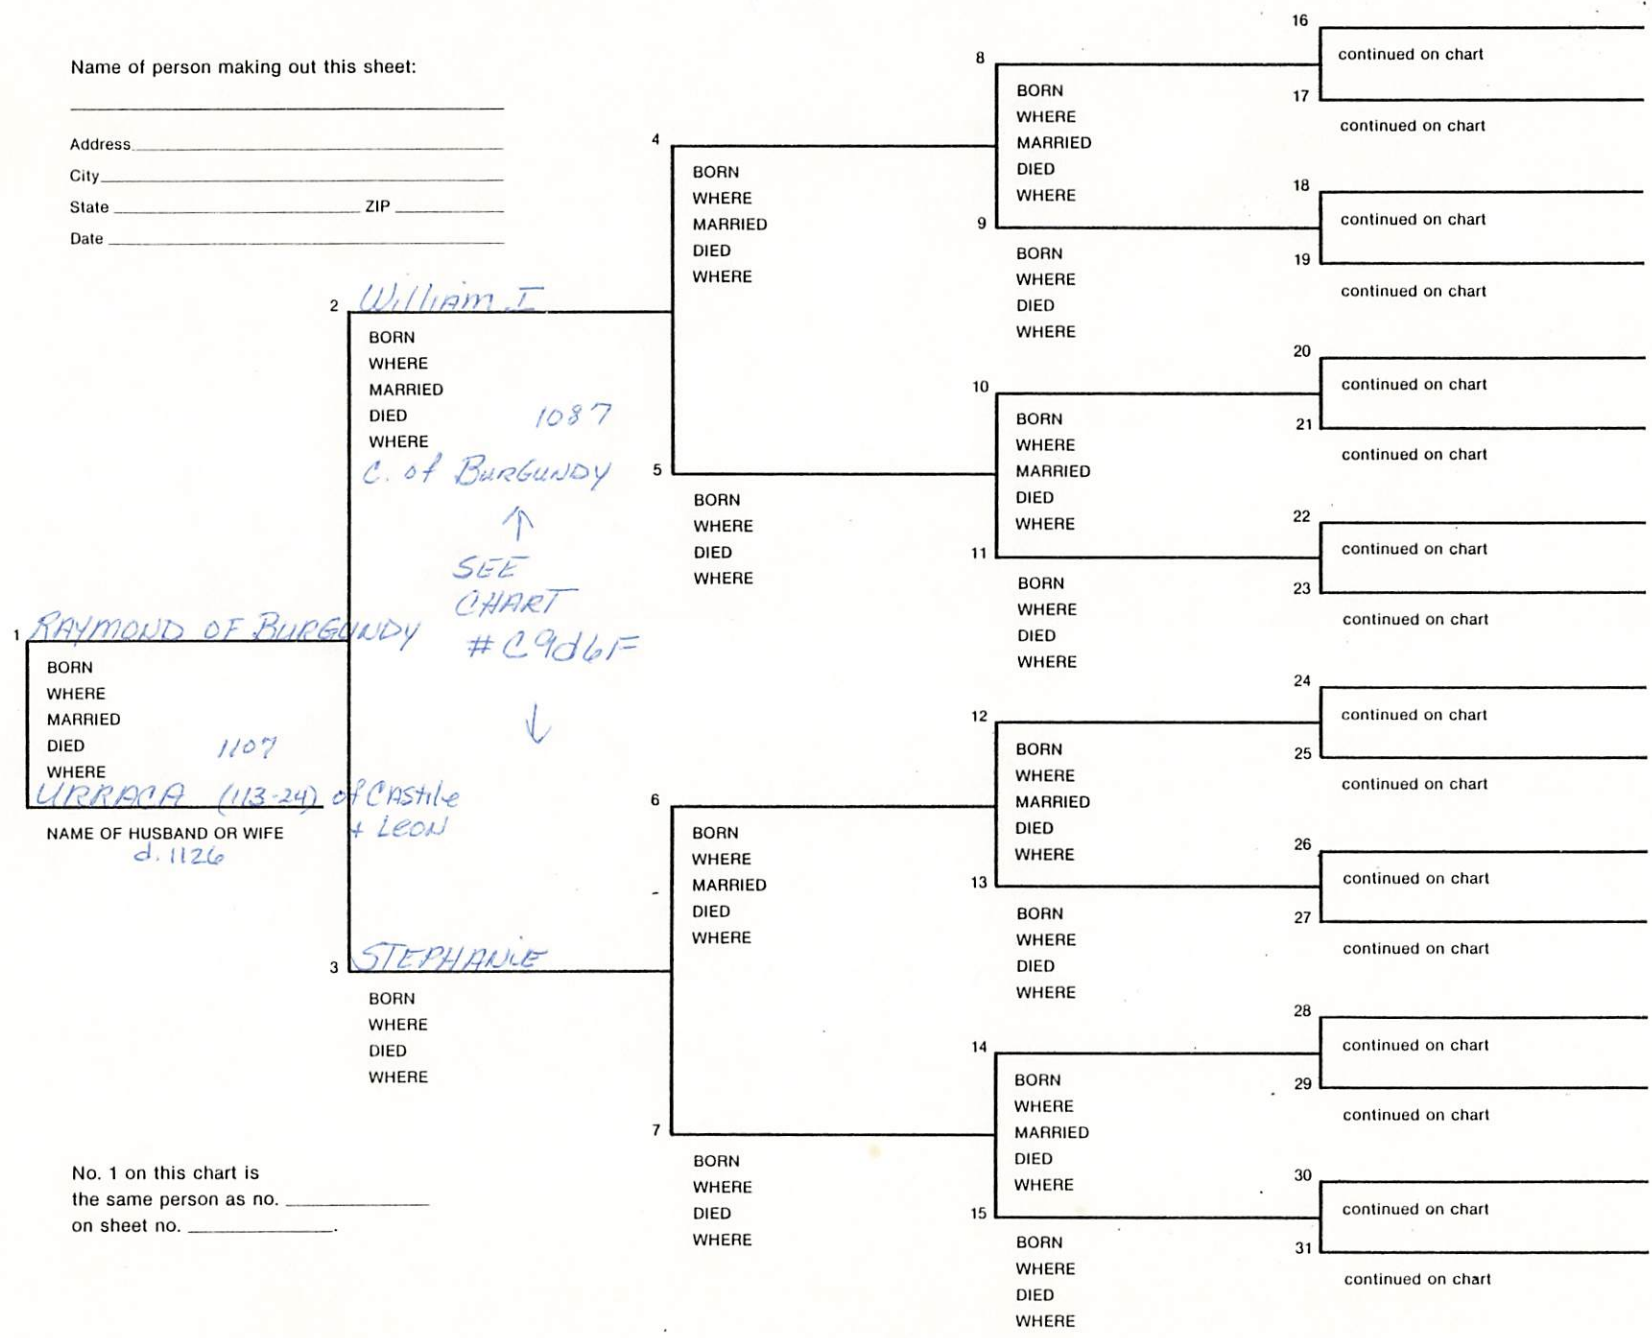 Name of person making out this sheet:
Address
City
State ZIP
Date
1 RAYMOND OF BURGUNDY
BORN
WHERE
MARRIED
DIED 1107
WHERE
URRACA (113-24) of CASTile
+ LEON
NAME OF HUSBAND OR WIFE
d. 1126
2 William I
BORN
WHERE
MARRIED
DIED 1087
WHERE
C. of BURGUNDY
↑
SEE
CHART
# C9d6F
↓
3 STEPHANIE
BORN
WHERE
DIED
WHERE
No. 1 on this chart is
the same person as no.
on sheet no. .
4
BORN
WHERE
MARRIED
DIED
WHERE
5
BORN
WHERE
DIED
WHERE
6
BORN
WHERE
MARRIED
DIED
WHERE
7
BORN
WHERE
DIED
WHERE
8
BORN
WHERE
MARRIED
DIED
WHERE
9
BORN
WHERE
DIED
WHERE
10
BORN
WHERE
MARRIED
DIED
WHERE
11
BORN
WHERE
DIED
WHERE
12
BORN
WHERE
MARRIED
DIED
WHERE
13
BORN
WHERE
DIED
WHERE
14
BORN
WHERE
MARRIED
DIED
WHERE
15
BORN
WHERE
DIED
WHERE
16
continued on chart
17
continued on chart
18
continued on chart
19
continued on chart
20
continued on chart
21
continued on chart
22
continued on chart
23
continued on chart
24
continued on chart
25
continued on chart
26
continued on chart
27
continued on chart
28
continued on chart
29
continued on chart
30
continued on chart
31
continued on chart